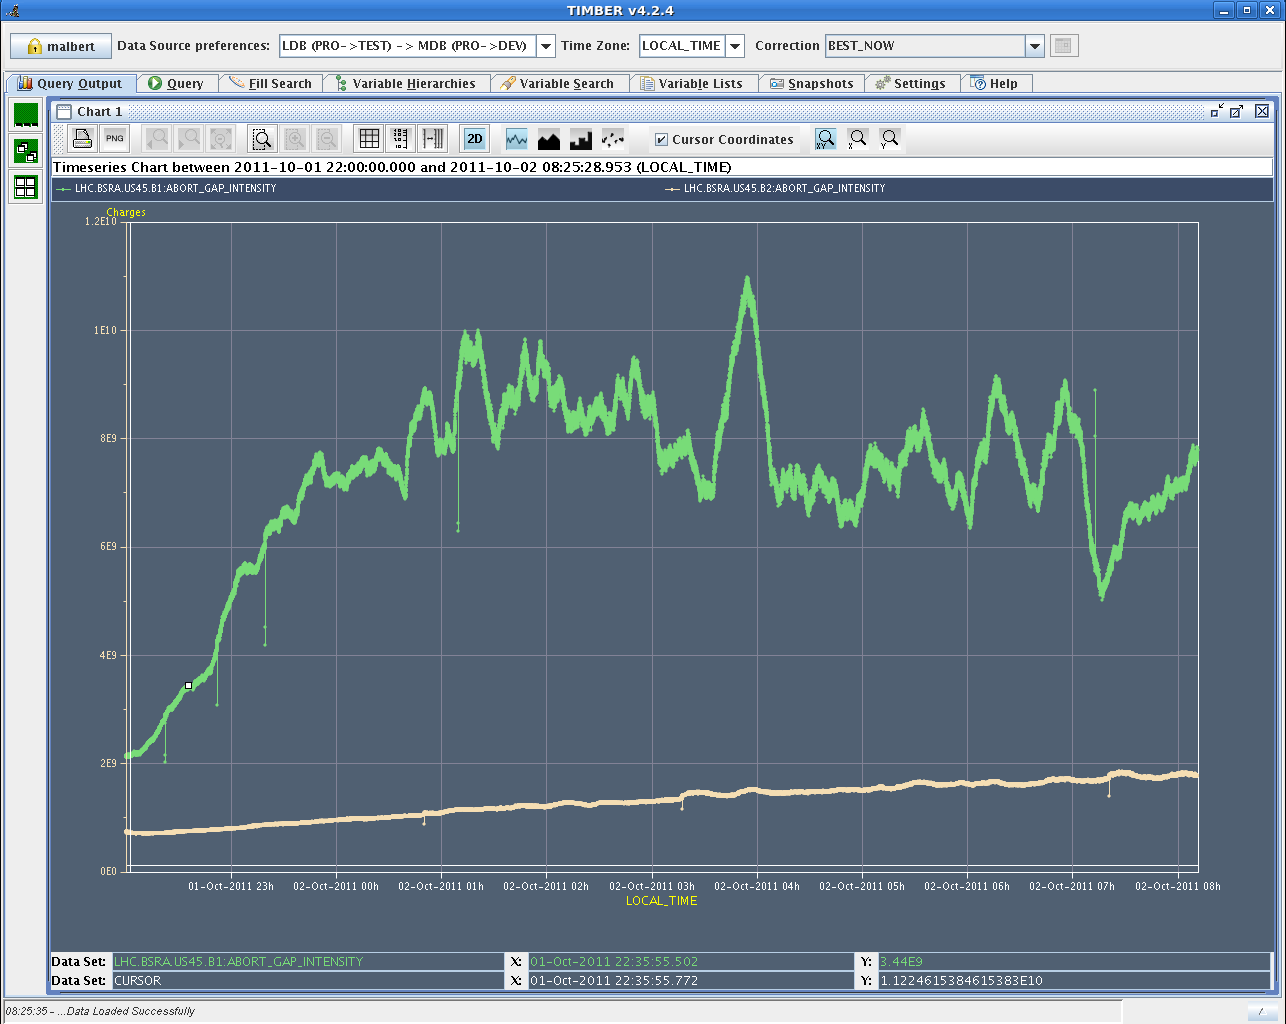 TIMBER v4.2.4
malbert Data Source preferences: LDB (PRO->TEST) -> MDB (PRO->DEV) Time Zone: LOCAL_TIME Correction BEST_NOW
Query Output Query Fill Search Variable Hierarchies Variable Search Variable Lists Snapshots Settings Help
Chart 1
PNG 2D Cursor Coordinates X,Y X Y
Timeseries Chart between 2011-10-01 22:00:00.000 and 2011-10-02 08:25:28.953 (LOCAL_TIME)
LHC.BSRA.US45.B1:ABORT_GAP_INTENSITY LHC.BSRA.US45.B2:ABORT_GAP_INTENSITY
Charges
1.2E10
1E10
8E9
6E9
4E9
2E9
0E0
01-Oct-2011 23h 02-Oct-2011 00h 02-Oct-2011 01h 02-Oct-2011 02h 02-Oct-2011 03h 02-Oct-2011 04h 02-Oct-2011 05h 02-Oct-2011 06h 02-Oct-2011 07h 02-Oct-2011 08h
LOCAL_TIME
Data Set: LHC.BSRA.US45.B1:ABORT_GAP_INTENSITY X: 01-Oct-2011 22:35:55.502 Y: 3.44E9
Data Set: CURSOR X: 01-Oct-2011 22:35:55.772 Y: 1.1224615384615383E10
08:25:35 - ...Data Loaded Successfully